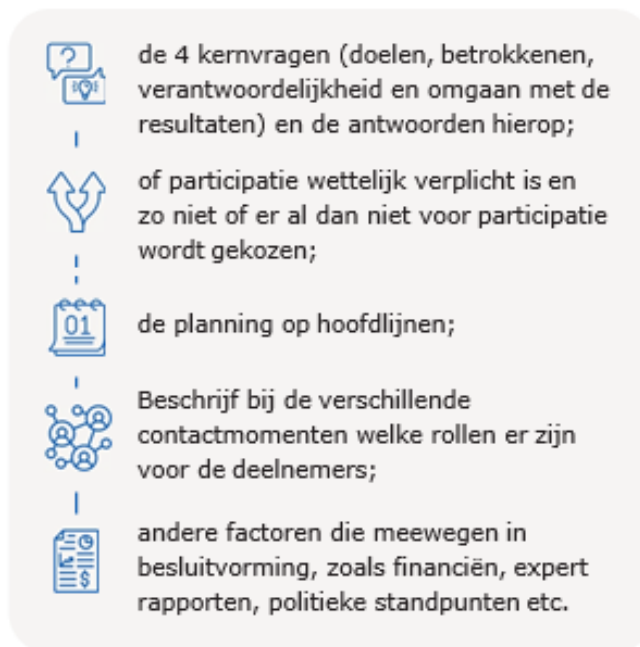 de 4 kernvragen (doelen, betrokkenen,
verantwoordelijkheid en omgaan met de
resultaten) en de antwoorden hierop;
of participatie wettelijk verplicht is en
zo niet of er al dan niet voor participatie
wordt gekozen;
01
de planning op hoofdlijnen;
Beschrijf bij de verschillende
contactmomenten welke rollen er zijn
voor de deelnemers;
andere factoren die meewegen in
besluitvorming, zoals financiën, expert
rapporten, politieke standpunten etc.